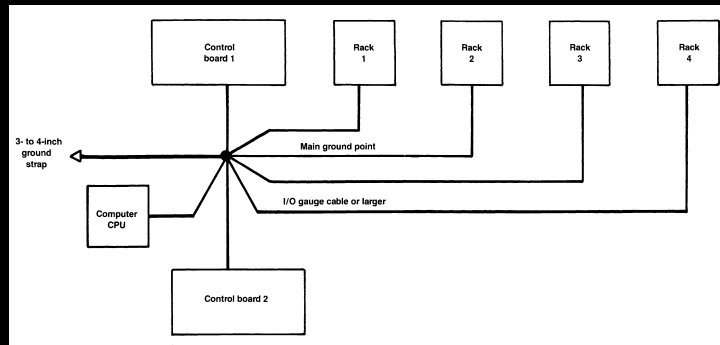 Control
board 1
Rack
1
Rack
2
Rack
3
Rack
4
3- to 4-inch
ground
strap
Main ground point
I/O gauge cable or larger
Computer
CPU
Control board 2